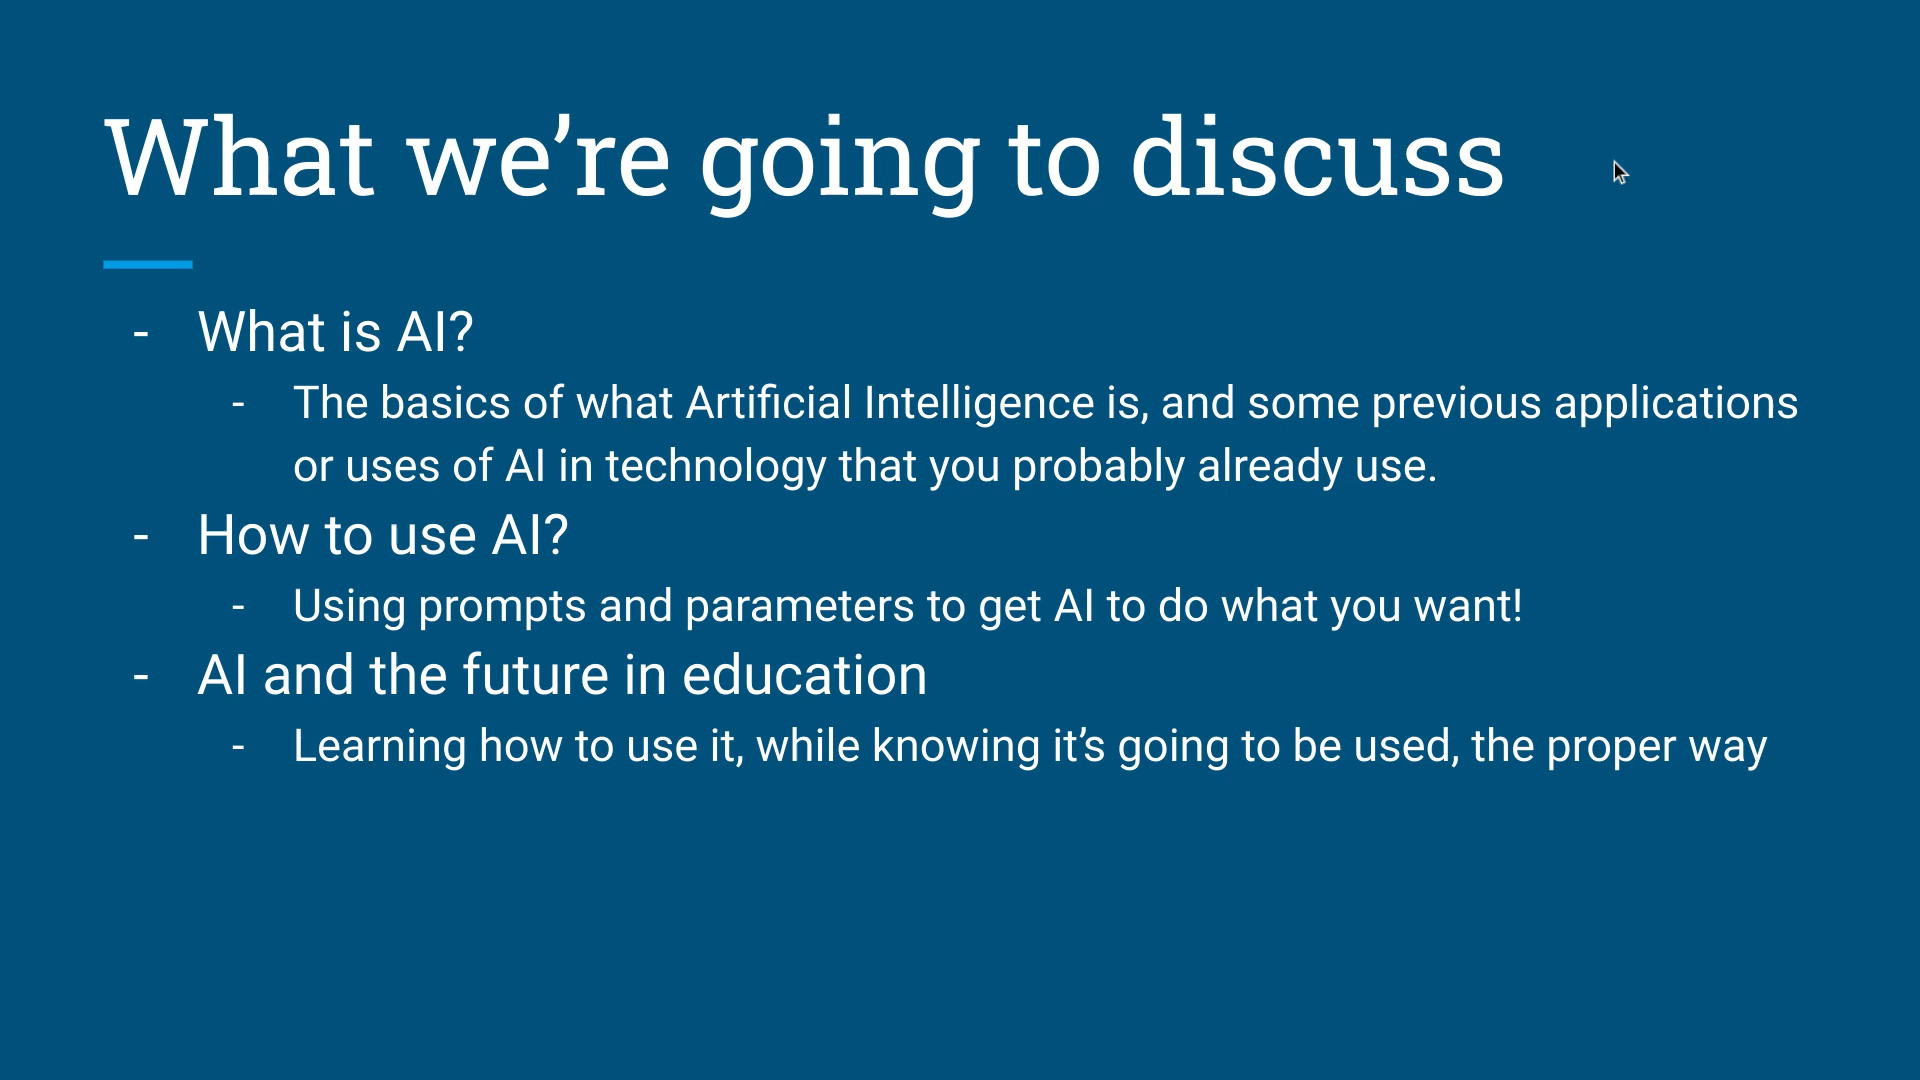 What we’re going to discuss
- What is AI?
- The basics of what Artificial Intelligence is, and some previous applications
or uses of AI in technology that you probably already use.
- How to use AI?
- Using prompts and parameters to get AI to do what you want!
- AI and the future in education
- Learning how to use it, while knowing it’s going to be used, the proper way